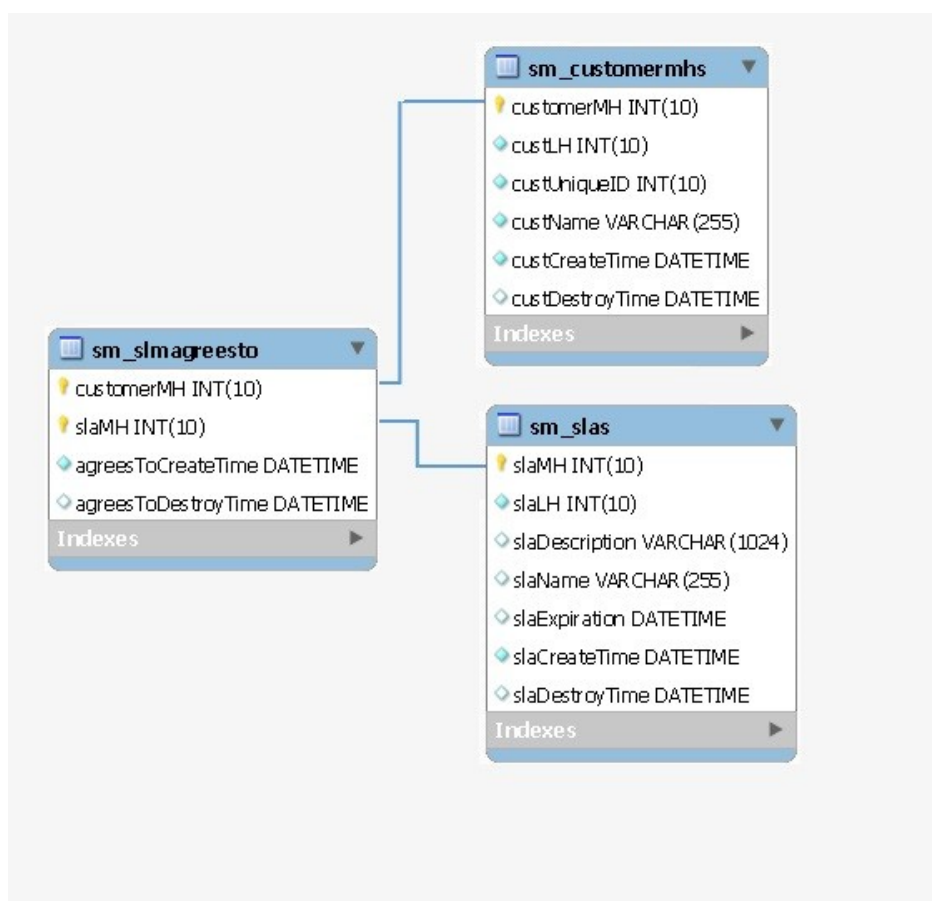 sm_customermhs
customerMH INT(10)
custLH INT(10)
custUniqueID INT(10)
custName VARCHAR(255)
custCreateTime DATETIME
custDestroyTime DATETIME
Indexes
sm_slmagreesto
customerMH INT(10)
slaMH INT(10)
agreesToCreateTime DATETIME
agreesToDestroyTime DATETIME
Indexes
sm_slas
slaMH INT(10)
slaLH INT(10)
slaDescription VARCHAR(1024)
slaName VARCHAR(255)
slaExpiration DATETIME
slaCreateTime DATETIME
slaDestroyTime DATETIME
Indexes